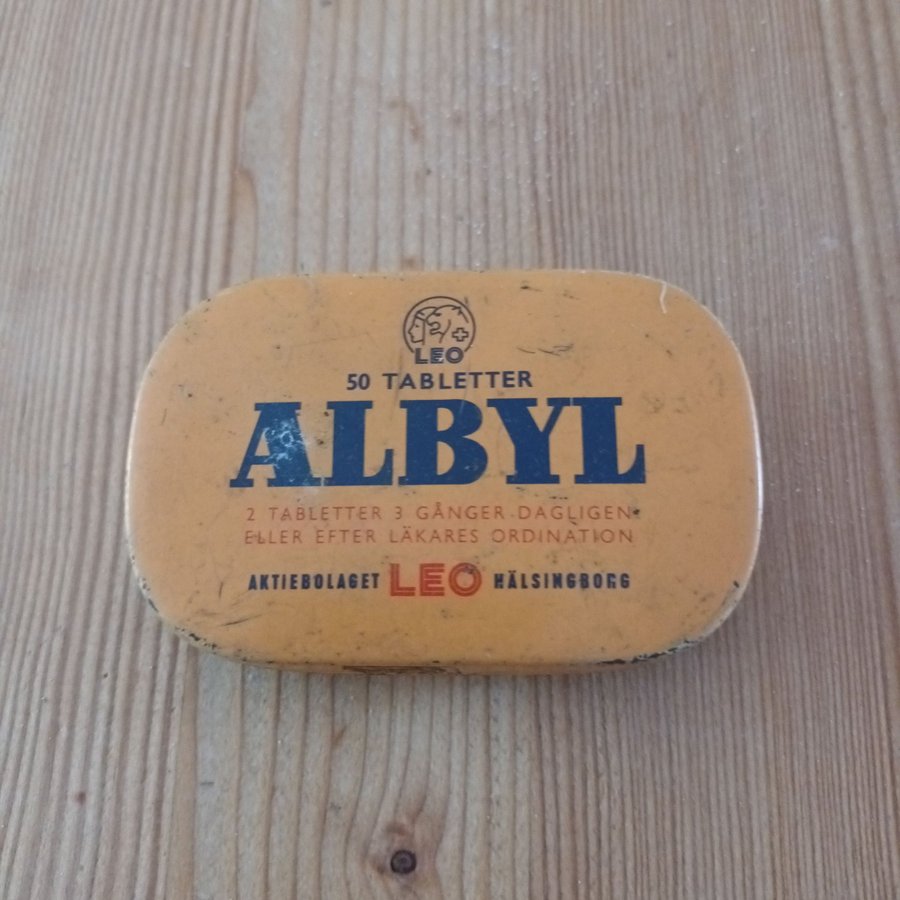 LEO
50 TABLETTER
ALBYL
2 TABLETTER 3 GÅNGER DAGLIGEN
ELLER EFTER LÄKARES ORDINATION
AKTIEBOLAGET LEO HÄLSINGBORG